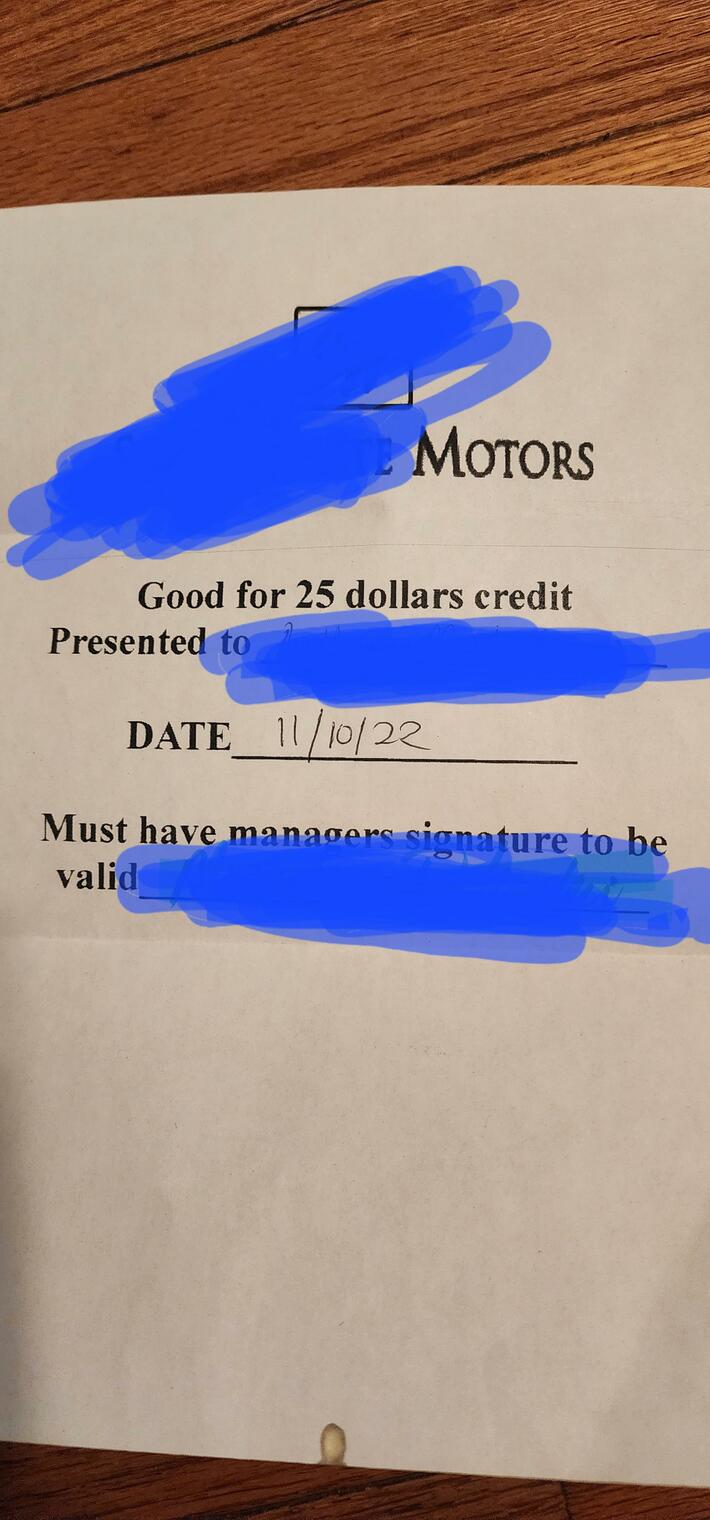 MOTORS
Good for 25 dollars credit
Presented to
DATE 11/10/22
Must have managers signature to be
valid